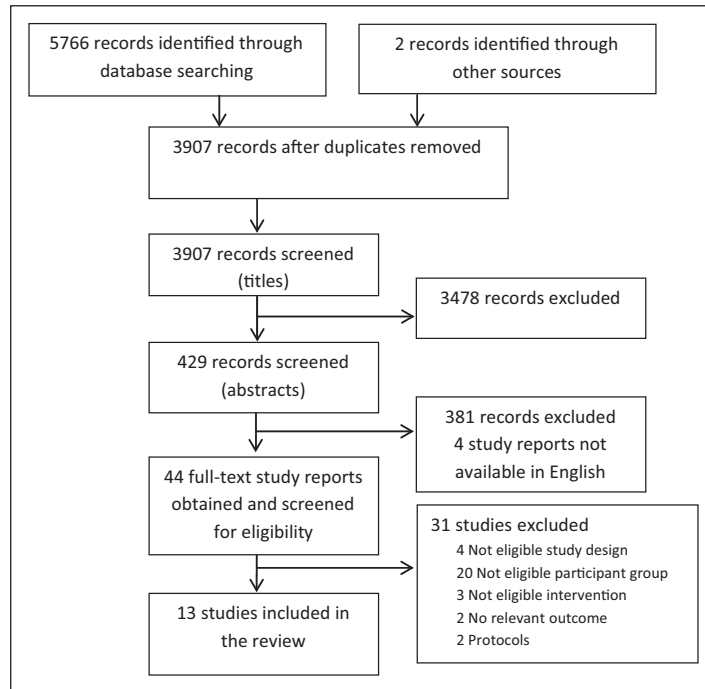 5766 records identified through
database searching
2 records identified through
other sources
3907 records after duplicates removed
3907 records screened
(titles)
3478 records excluded
429 records screened
(abstracts)
381 records excluded
4 study reports not
available in English
44 full-text study reports
obtained and screened
for eligibility
31 studies excluded
4 Not eligible study design
20 Not eligible participant group
3 Not eligible intervention
2 No relevant outcome
2 Protocols
13 studies included in
the review